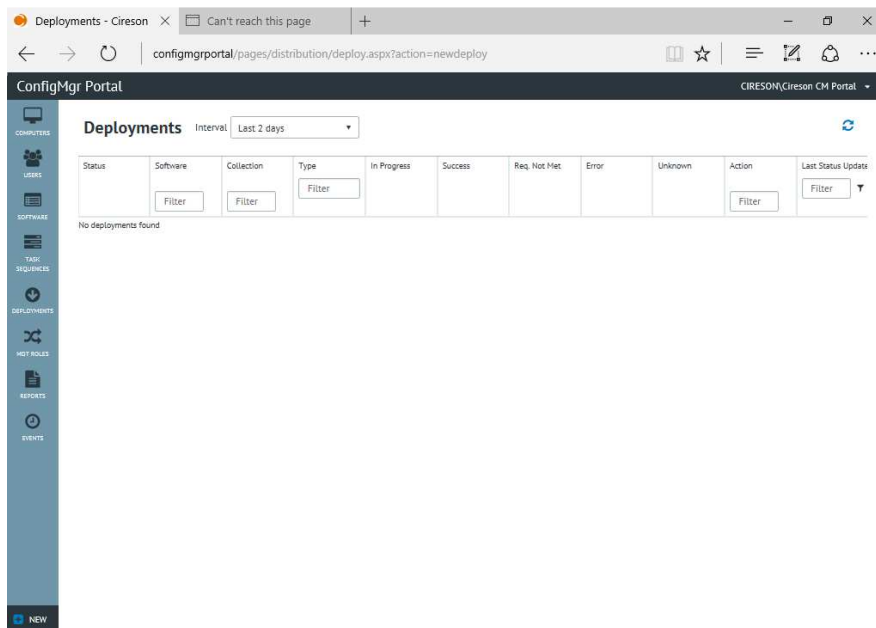 Deployments - Cireson
Can't reach this page
configmgrportal/pages/distribution/deploy.aspx?action=newdeploy
ConfigMgr Portal
CIRESON\Cireson CM Portal
COMPUTERS
USERS
SOFTWARE
TASK
SEQUENCES
DEPLOYMENTS
MGT ROLES
REPORTS
EVENTS
NEW
Deployments Interval Last 2 days
Status Software Collection Type In Progress Success Req. Not Met Error Unknown Action Last Status Update
Filter Filter Filter Filter Filter
No deployments found